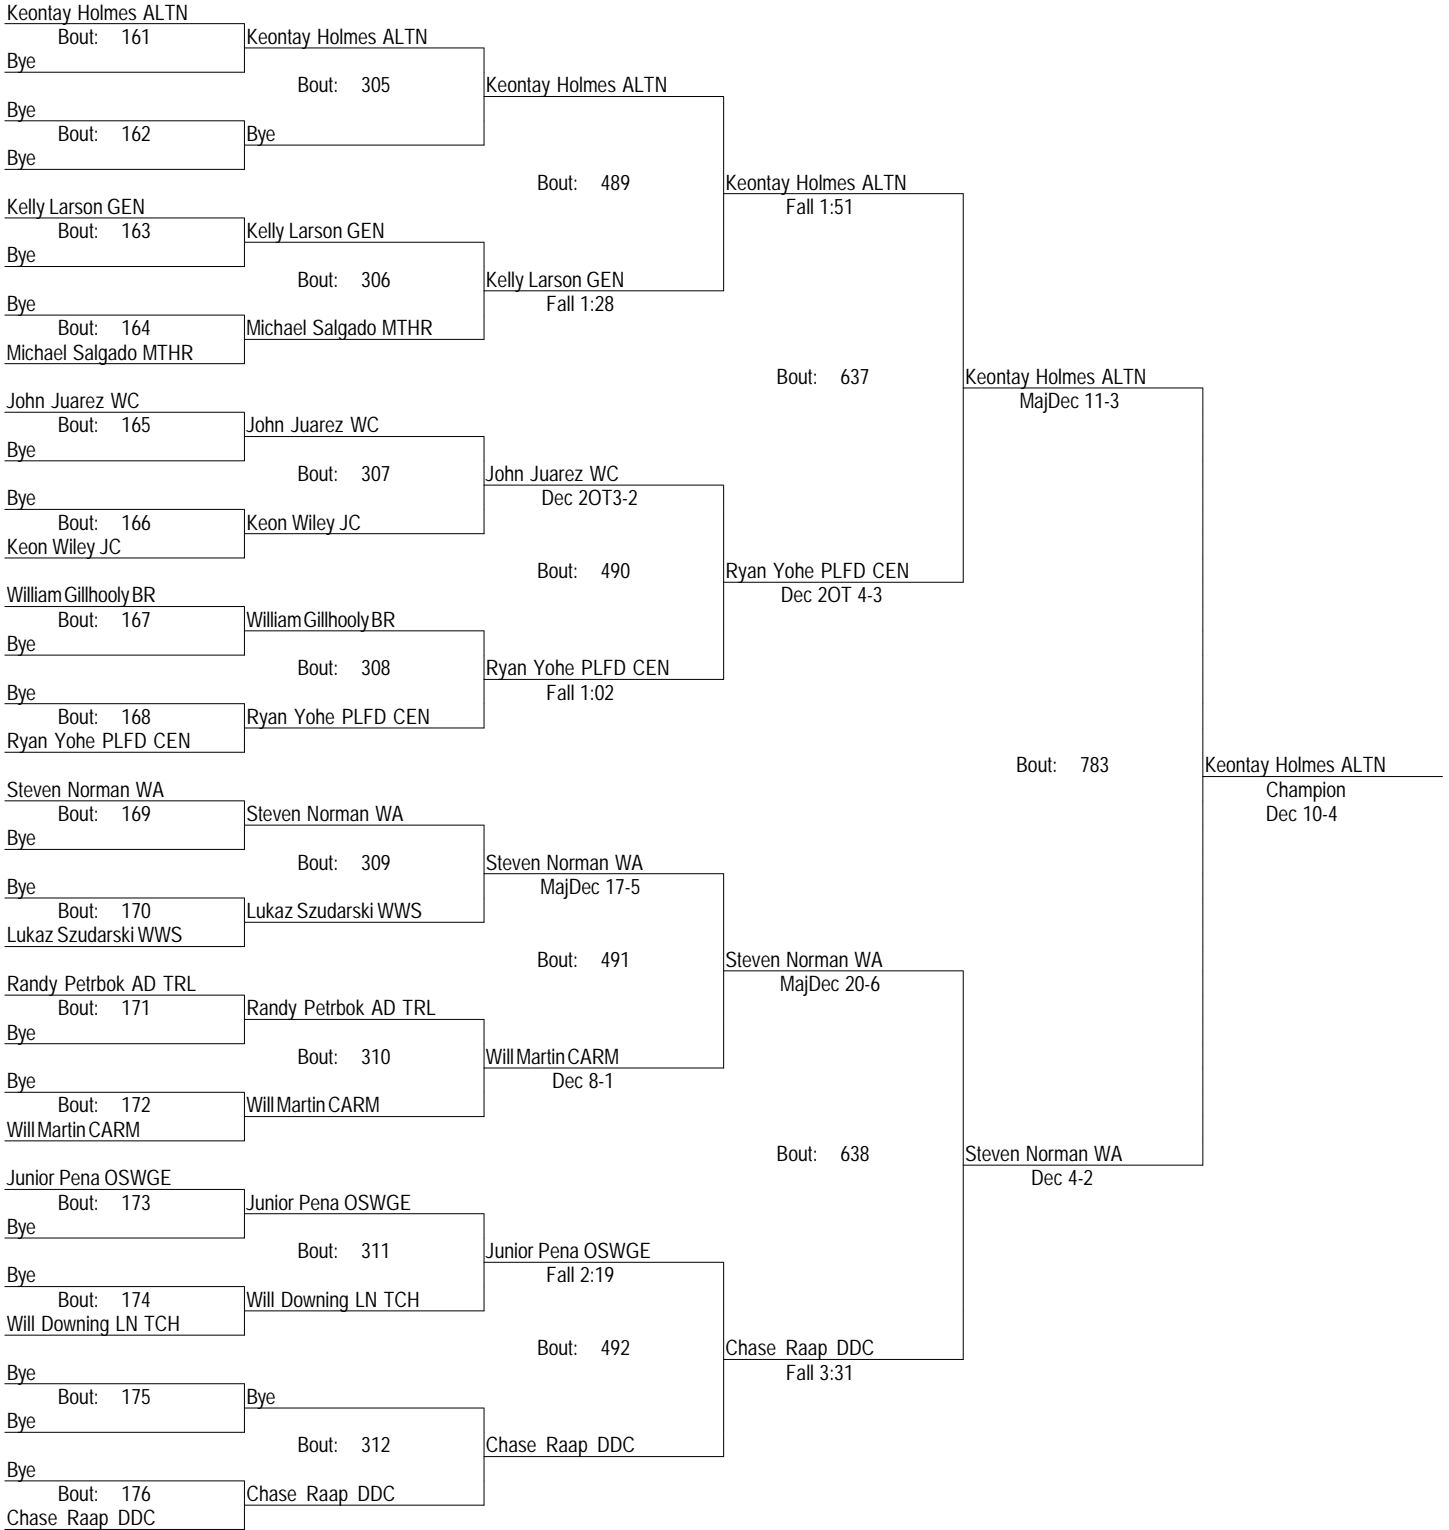 Keontay Holmes ALTN
Bout: 161
Keontay Holmes ALTN
Bye
Bout: 305
Keontay Holmes ALTN
Bye
Bout: 162
Bye
Bye
Bout: 489
Keontay Holmes ALTN
Fall 1:51
Kelly Larson GEN
Bout: 163
Kelly Larson GEN
Bye
Bout: 306
Kelly Larson GEN
Fall 1:28
Bye
Bout: 164
Michael Salgado MTHR
Michael Salgado MTHR
Bout: 637
Keontay Holmes ALTN
MajDec 11-3
John Juarez WC
Bout: 165
John Juarez WC
Bye
Bout: 307
John Juarez WC
Dec 2OT3-2
Bye
Bout: 166
Keon Wiley JC
Keon Wiley JC
Bout: 490
Ryan Yohe PLFD CEN
Dec 2OT 4-3
William Gillhooly BR
Bout: 167
William Gillhooly BR
Bye
Bout: 308
Ryan Yohe PLFD CEN
Fall 1:02
Bye
Bout: 168
Ryan Yohe PLFD CEN
Ryan Yohe PLFD CEN
Bout: 783
Keontay Holmes ALTN
Champion
Dec 10-4
Steven Norman WA
Bout: 169
Steven Norman WA
Bye
Bout: 309
Steven Norman WA
MajDec 17-5
Bye
Bout: 170
Lukaz Szudarski WWS
Lukaz Szudarski WWS
Bout: 491
Steven Norman WA
MajDec 20-6
Randy Petrbok AD TRL
Bout: 171
Randy Petrbok AD TRL
Bye
Bout: 310
Will Martin CARM
Dec 8-1
Bye
Bout: 172
Will Martin CARM
Will Martin CARM
Bout: 638
Steven Norman WA
Dec 4-2
Junior Pena OSWGE
Bout: 173
Junior Pena OSWGE
Bye
Bout: 311
Junior Pena OSWGE
Fall 2:19
Bye
Bout: 174
Will Downing LN TCH
Will Downing LN TCH
Bout: 492
Chase Raap DDC
Fall 3:31
Bye
Bout: 175
Bye
Bye
Bout: 312
Chase Raap DDC
Bye
Bout: 176
Chase Raap DDC
Chase Raap DDC